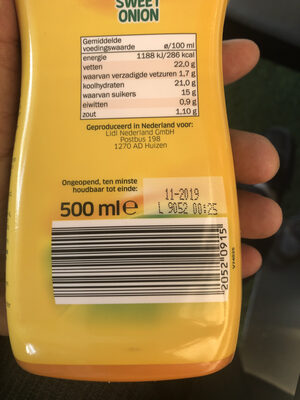 SWEET
ONION
Gemiddelde
voedingswaarde ø/100 ml
energie 1188 kJ/286 kcal
vetten 22,0 g
waarvan verzadigde vetzuren 1,7 g
koolhydraten 21,0 g
waarvan suikers 15 g
eiwitten 0,9 g
zout 1,10 g
Geproduceerd in Nederland voor:
Lidl Nederland GmbH
Postbus 198
1270 AD Huizen
Ongeopend, ten minste
houdbaar tot einde:
11-2019
500 ml e
L 9052 00:25
2052 0915